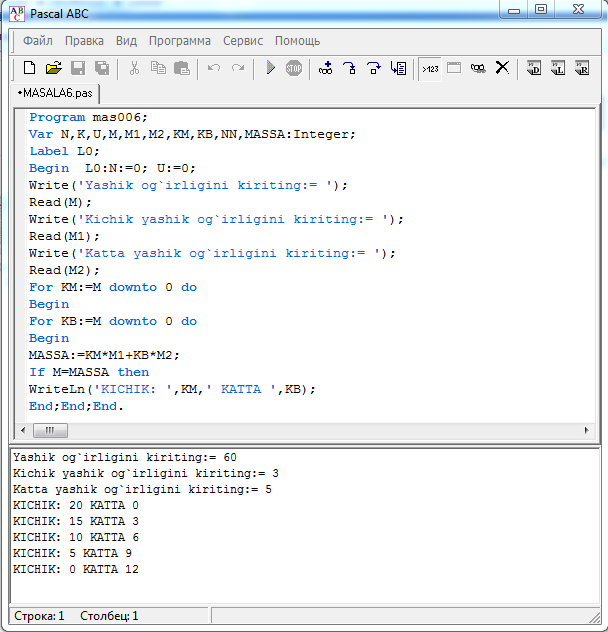 Pascal ABC
Файл Правка Вид Программа Сервис Помощь
•MASALA6.pas
Program mas006;
Var N,K,U,M,M1,M2,KM,KB,NN,MASSA:Integer;
Label L0;
Begin  L0:N:=0; U:=0;
Write('Yashik og`irligini kiriting:= ');
Read(M);
Write('Kichik yashik og`irligini kiriting:= ');
Read(M1);
Write('Katta yashik og`irligini kiriting:= ');
Read(M2);
For KM:=M downto 0 do
Begin
For KB:=M downto 0 do
Begin
MASSA:=KM*M1+KB*M2;
If M=MASSA then
WriteLn('KICHIK: ',KM,' KATTA ',KB);
End;End;End.
Yashik og`irligini kiriting:= 60
Kichik yashik og`irligini kiriting:= 3
Katta yashik og`irligini kiriting:= 5
KICHIK: 20 KATTA 0
KICHIK: 15 KATTA 3
KICHIK: 10 KATTA 6
KICHIK: 5 KATTA 9
KICHIK: 0 KATTA 12
Строка: 1 Столбец: 1